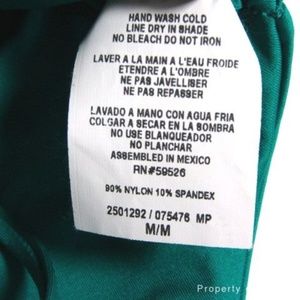 HAND WASH COLD
LINE DRY IN SHADE
NO BLEACH DO NOT IRON
LAVER A LA MAIN A L'EAU FROIDE
ETENDRE A L'OMBRE
NE PAS JAVELLISER
NE PAS REPASSER
LAVADO A MANO CON AGUA FRIA
COLGAR A SECAR EN LA SOMBRA
NO USE BLANQUEADOR
NO PLANCHAR
ASSEMBLED IN MEXICO
RN#59526
90% NYLON 10% SPANDEX
2501292 / 075476 MP
M/M
Property